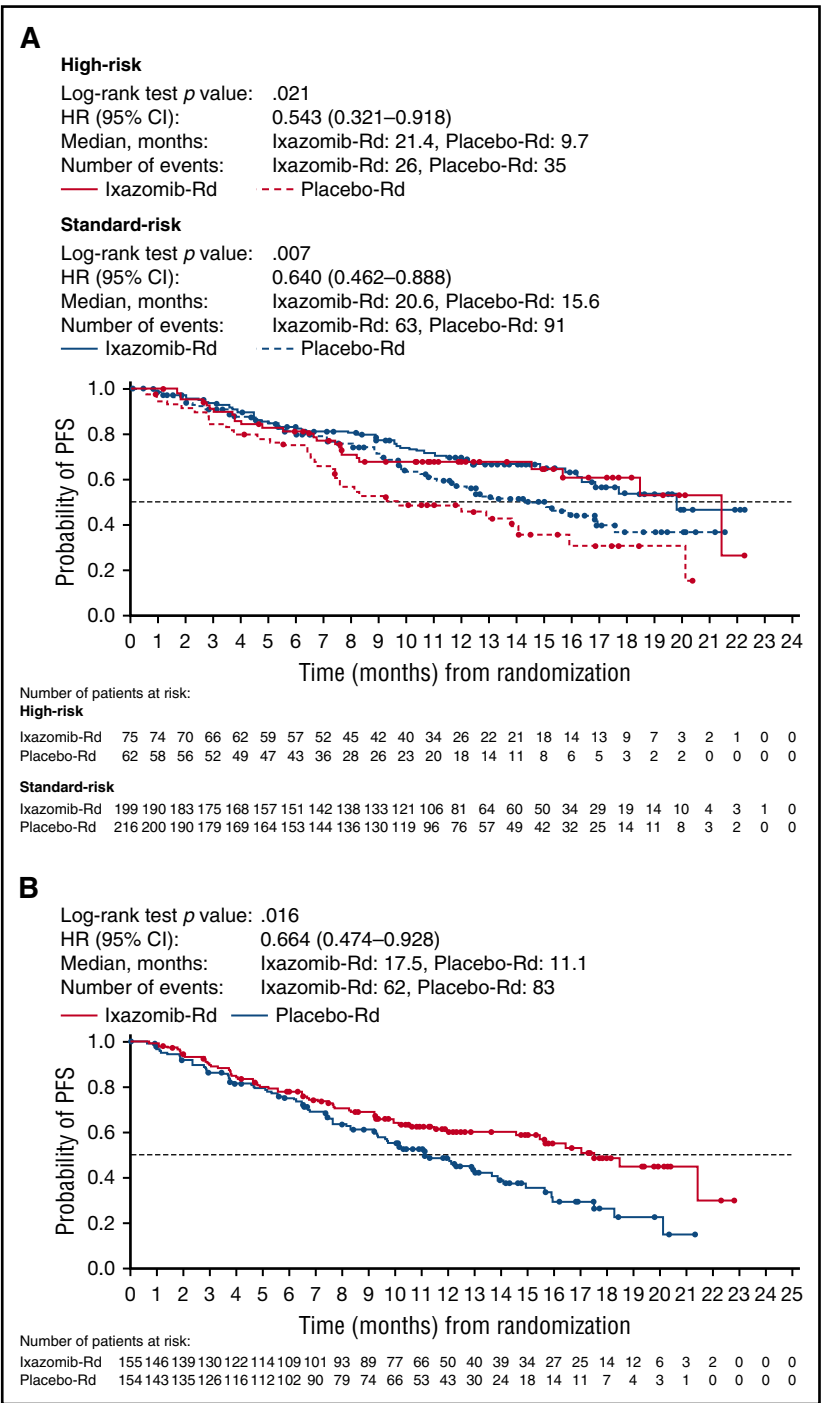 A
High-risk
Log-rank test p value: .021
HR (95% CI): 0.543 (0.321–0.918)
Median, months: Ixazomib-Rd: 21.4, Placebo-Rd: 9.7
Number of events: Ixazomib-Rd: 26, Placebo-Rd: 35
Ixazomib-Rd Placebo-Rd
Standard-risk
Log-rank test p value: .007
HR (95% CI): 0.640 (0.462–0.888)
Median, months: Ixazomib-Rd: 20.6, Placebo-Rd: 15.6
Number of events: Ixazomib-Rd: 63, Placebo-Rd: 91
Ixazomib-Rd Placebo-Rd
Probability of PFS
1.0
0.8
0.6
0.4
0.2
0.0
0 1 2 3 4 5 6 7 8 9 10 11 12 13 14 15 16 17 18 19 20 21 22 23 24
Time (months) from randomization
Number of patients at risk:
High-risk
Ixazomib-Rd 75 74 70 66 62 59 57 52 45 42 40 34 26 22 21 18 14 13 9 7 3 2 1 0 0
Placebo-Rd 62 58 56 52 49 47 43 36 28 26 23 20 18 14 11 8 6 5 3 2 2 0 0 0 0
Standard-risk
Ixazomib-Rd 199 190 183 175 168 157 151 142 138 133 121 106 81 64 60 50 34 29 19 14 10 4 3 1 0
Placebo-Rd 216 200 190 179 169 164 153 144 136 130 119 96 76 57 49 42 32 25 14 11 8 3 2 0 0
B
Log-rank test p value: .016
HR (95% CI): 0.664 (0.474–0.928)
Median, months: Ixazomib-Rd: 17.5, Placebo-Rd: 11.1
Number of events: Ixazomib-Rd: 62, Placebo-Rd: 83
Ixazomib-Rd Placebo-Rd
Probability of PFS
1.0
0.8
0.6
0.4
0.2
0.0
0 1 2 3 4 5 6 7 8 9 10 11 12 13 14 15 16 17 18 19 20 21 22 23 24 25
Time (months) from randomization
Number of patients at risk:
Ixazomib-Rd 155 146 139 130 122 114 109 101 93 89 77 66 50 40 39 34 27 25 14 12 6 3 2 0 0 0
Placebo-Rd 154 143 135 126 116 112 102 90 79 74 66 53 43 30 24 18 14 11 7 4 3 1 0 0 0 0